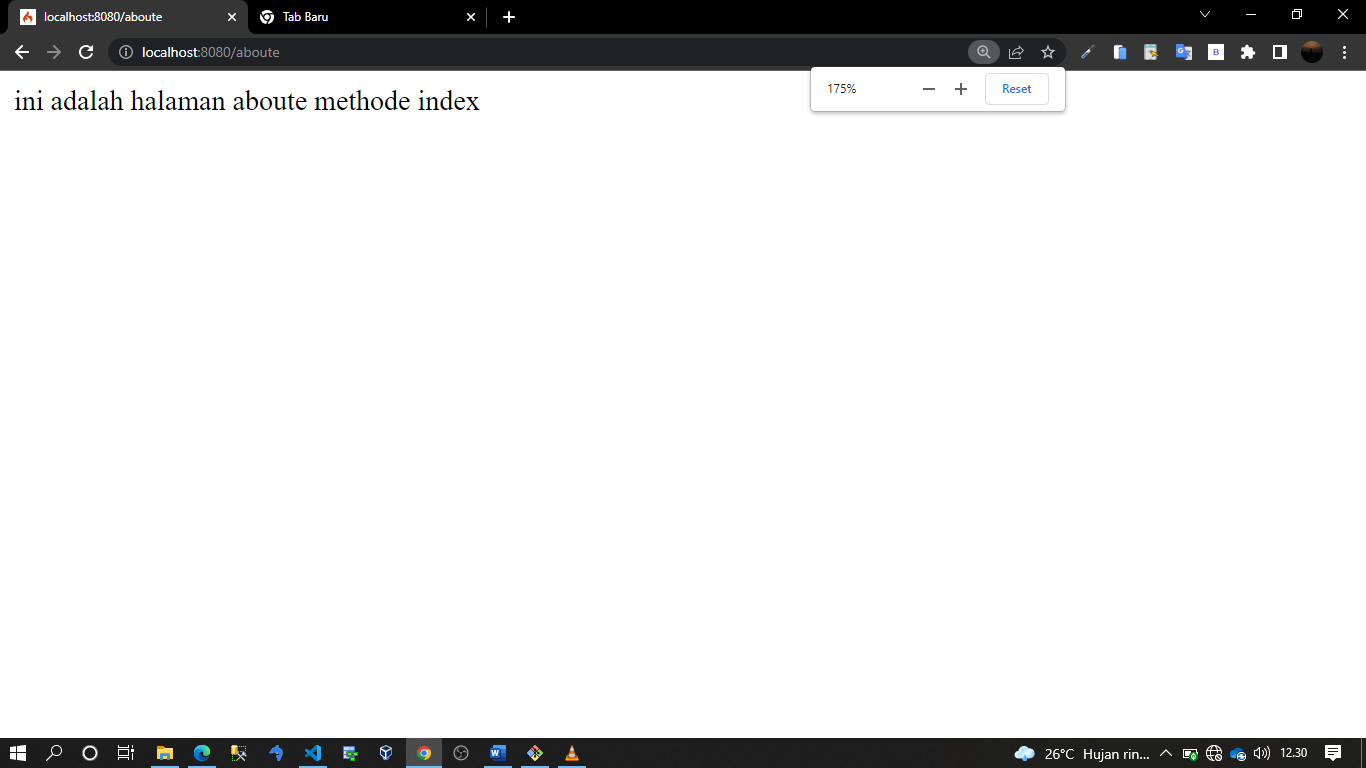 localhost:8080/aboute
Tab Baru
localhost:8080/aboute
175%
Reset
ini adalah halaman aboute methode index
26°C Hujan rin...
12.30